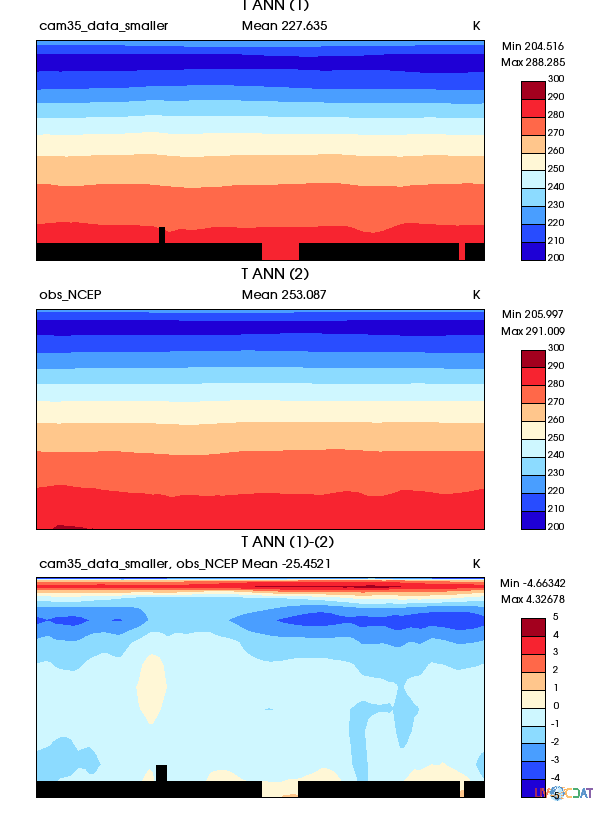 T ANN (1)
cam35_data_smaller Mean 227.635 K
Min 204.516
Max 288.285
300
290
280
270
260
250
240
230
220
210
200
T ANN (2)
obs_NCEP Mean 253.087 K
Min 205.997
Max 291.009
300
290
280
270
260
250
240
230
220
210
200
T ANN (1)-(2)
cam35_data_smaller, obs_NCEP Mean -25.4521 K
Min -4.66342
Max 4.32678
5
4
3
2
1
0
-1
-2
-3
-4
-5